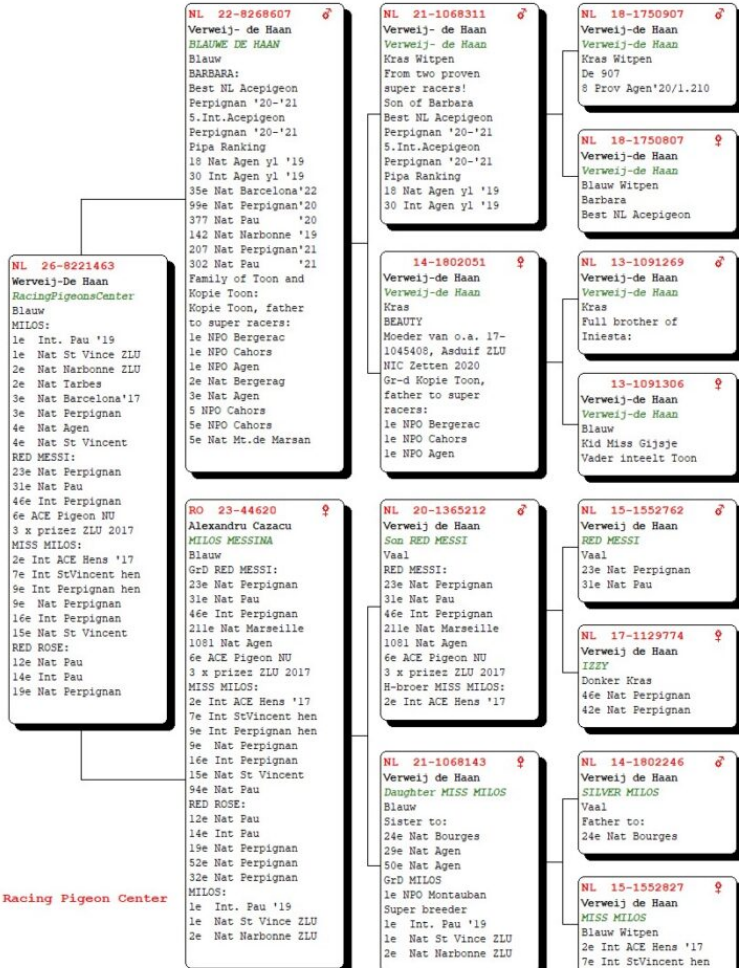 NL 26-8221463
Werveij-De Haan
RacingPigeonsCenter
Blauw
MILOS:
1e Int. Pau '19
1e Nat St Vince ZLU
2e Nat Narbonne ZLU
2e Nat Tarbes
3e Nat Barcelona'17
3e Nat Perpignan
4e Nat Agen
4e Nat St Vincent
RED MESSI:
23e Nat Perpignan
31e Nat Pau
46e Int Perpignan
6e ACE Pigeon NU
3 x prizez ZLU 2017
MISS MILOS:
2e Int ACE Hens '17
7e Int StVincent hen
9e Int Perpignan hen
9e Nat Perpignan
16e Int Perpignan
15e Nat St Vincent
RED ROSE:
12e Nat Pau
14e Int Pau
19e Nat Perpignan
Racing Pigeon Center
NL 22-8268607 ♂
Verweij- de Haan
BLAUWE DE HAAN
Blauw
BARBARA:
Best NL Acepigeon
Perpignan '20-'21
5.Int.Acepigeon
Perpignan '20-'21
Pipa Ranking
18 Nat Agen yl '19
30 Int Agen yl '19
35e Nat Barcelona'22
99e Nat Perpignan'20
377 Nat Pau '20
142 Nat Narbonne '19
207 Nat Perpignan'21
302 Nat Pau '21
Family of Toon and
Kopie Toon:
Kopie Toon, father
to super racers:
1e NPO Bergerac
1e NPO Cahors
1e NPO Agen
2e Nat Bergerag
3e Nat Agen
5 NPO Cahors
5e NPO Cahors
5e Nat Mt.de Marsan
RO 23-44620 ♀
Alexandru Cazacu
MILOS MESSINA
Blauw
GrD RED MESSI:
23e Nat Perpignan
31e Nat Pau
46e Int Perpignan
211e Nat Marseille
1081 Nat Agen
6e ACE Pigeon NU
3 x prizez ZLU 2017
MISS MILOS:
2e Int ACE Hens '17
7e Int StVincent hen
9e Int Perpignan hen
9e Nat Perpignan
16e Int Perpignan
15e Nat St Vincent
94e Nat Pau
RED ROSE:
12e Nat Pau
14e Int Pau
19e Nat Perpignan
52e Nat Perpignan
32e Nat Perpignan
MILOS:
1e Int. Pau '19
1e Nat St Vince ZLU
2e Nat Narbonne ZLU
NL 21-1068311 ♂
Verweij- de Haan
Verweij- de Haan
Kras Witpen
From two proven
super racers!
Son of Barbara
Best NL Acepigeon
Perpignan '20-'21
5.Int.Acepigeon
Perpignan '20-'21
Pipa Ranking
18 Nat Agen yl '19
30 Int Agen yl '19
14-1802051 ♀
Verweij-de Haan
Verweij-de Haan
Kras
BEAUTY
Moeder van o.a. 17-
1045408, Asduif ZLU
NIC Zetten 2020
Gr-d Kopie Toon,
father to super
racers:
1e NPO Bergerac
1e NPO Cahors
1e NPO Agen
NL 20-1365212 ♂
Verweij de Haan
Son RED MESSI
Vaal
RED MESSI:
23e Nat Perpignan
31e Nat Pau
46e Int Perpignan
211e Nat Marseille
1081 Nat Agen
6e ACE Pigeon NU
3 x prizez ZLU 2017
H-broer MISS MILOS:
2e Int ACE Hens '17
NL 21-1068143 ♀
Verweij de Haan
Daughter MISS MILOS
Blauw
Sister to:
24e Nat Bourges
29e Nat Agen
50e Nat Agen
GrD MILOS
1e NPO Montauban
Super breeder
1e Int. Pau '19
1e Nat St Vince ZLU
2e Nat Narbonne ZLU
NL 18-1750907 ♂
Verweij-de Haan
Verweij-de Haan
Kras Witpen
De 907
8 Prov Agen'20/1.210
NL 18-1750807 ♀
Verweij-de Haan
Verweij-de Haan
Blauw Witpen
Barbara
Best NL Acepigeon
NL 13-1091269 ♂
Verweij-de Haan
Verweij-de Haan
Kras
Full brother of
Iniesta:
13-1091306 ♀
Verweij-de Haan
Verweij-de Haan
Blauw
Kid Miss Gijsje
Vader inteelt Toon
NL 15-1552762 ♂
Verweij de Haan
RED MESSI
Vaal
23e Nat Perpignan
31e Nat Pau
NL 17-1129774 ♀
Verweij de Haan
IZZY
Donker Kras
46e Nat Perpignan
42e Nat Perpignan
NL 14-1802246 ♂
Verweij de Haan
SILVER MILOS
Vaal
Father to:
24e Nat Bourges
NL 15-1552827 ♀
Verweij de Haan
MISS MILOS
Blauw Witpen
2e Int ACE Hens '17
7e Int StVincent hen